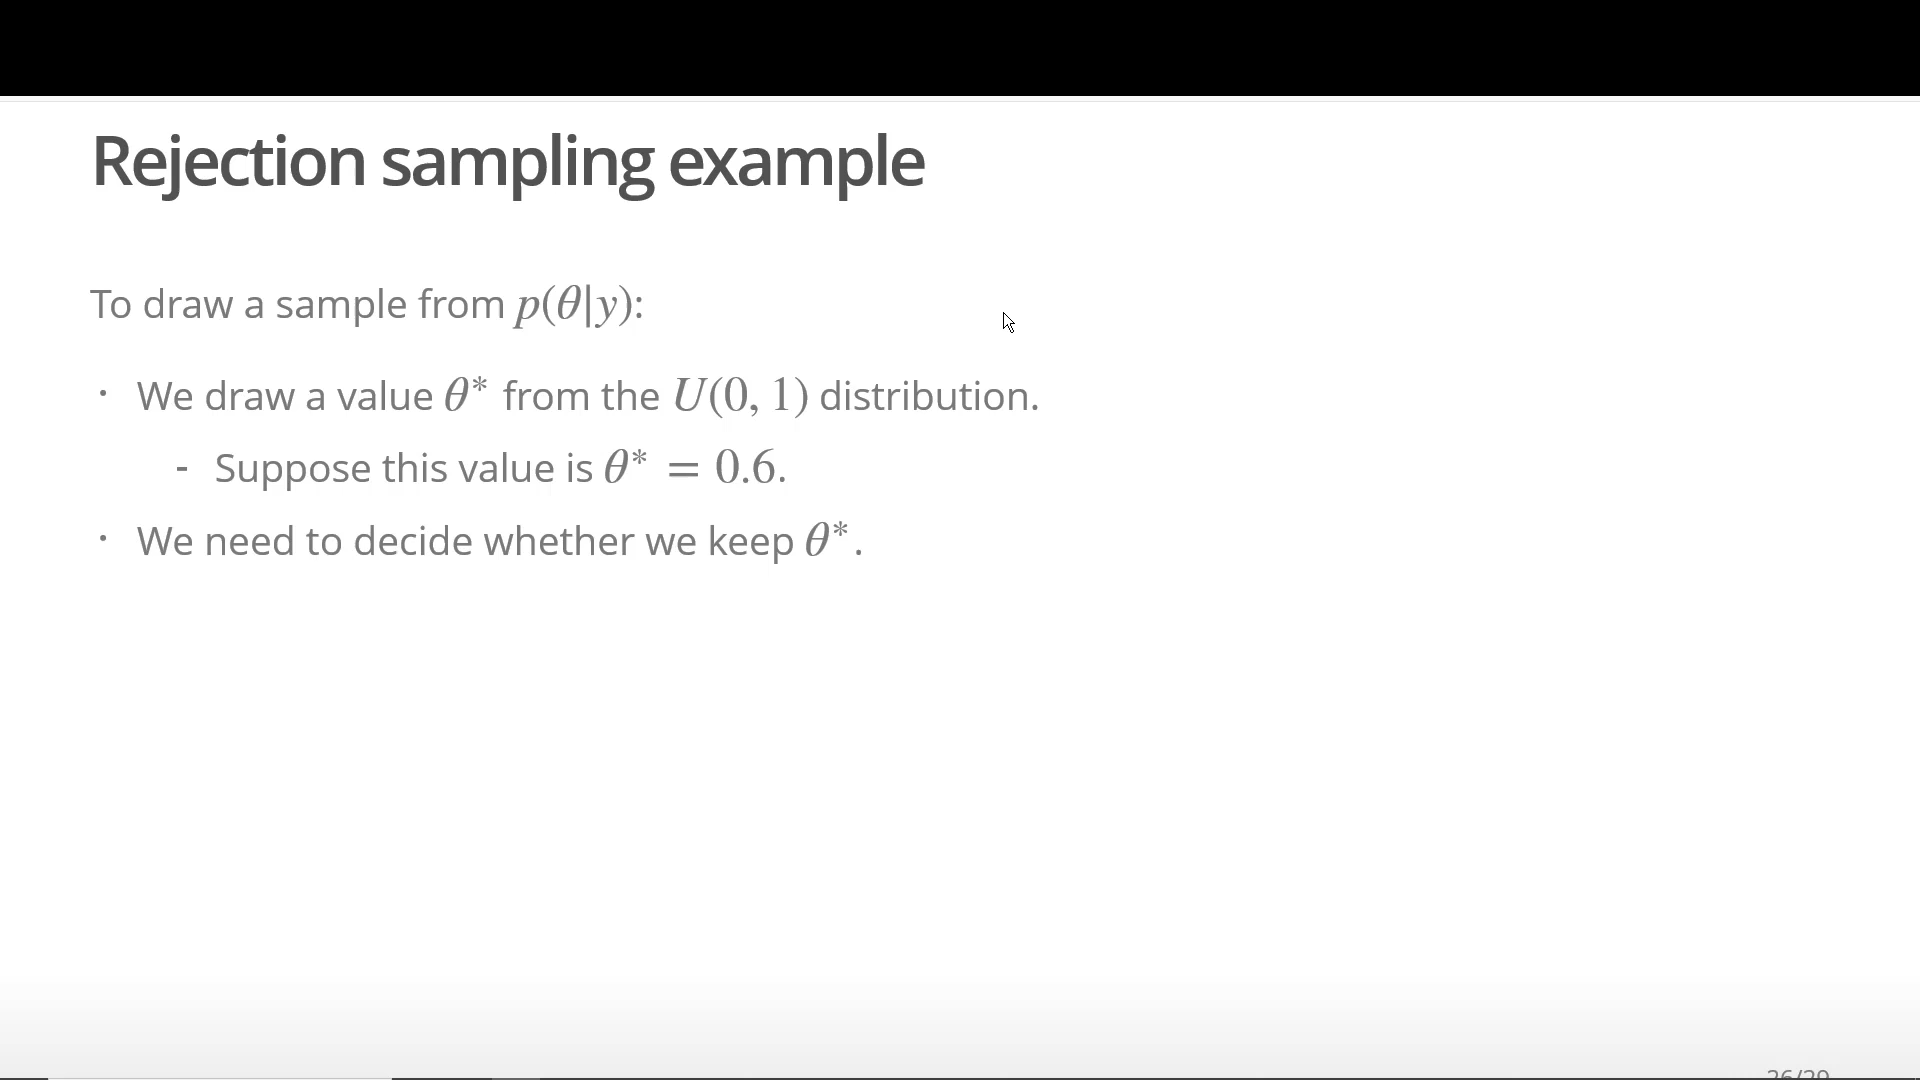 Rejection sampling example
To draw a sample from p(θ|y):
· We draw a value θ* from the U(0, 1) distribution.
- Suppose this value is θ* = 0.6.
· We need to decide whether we keep θ*.